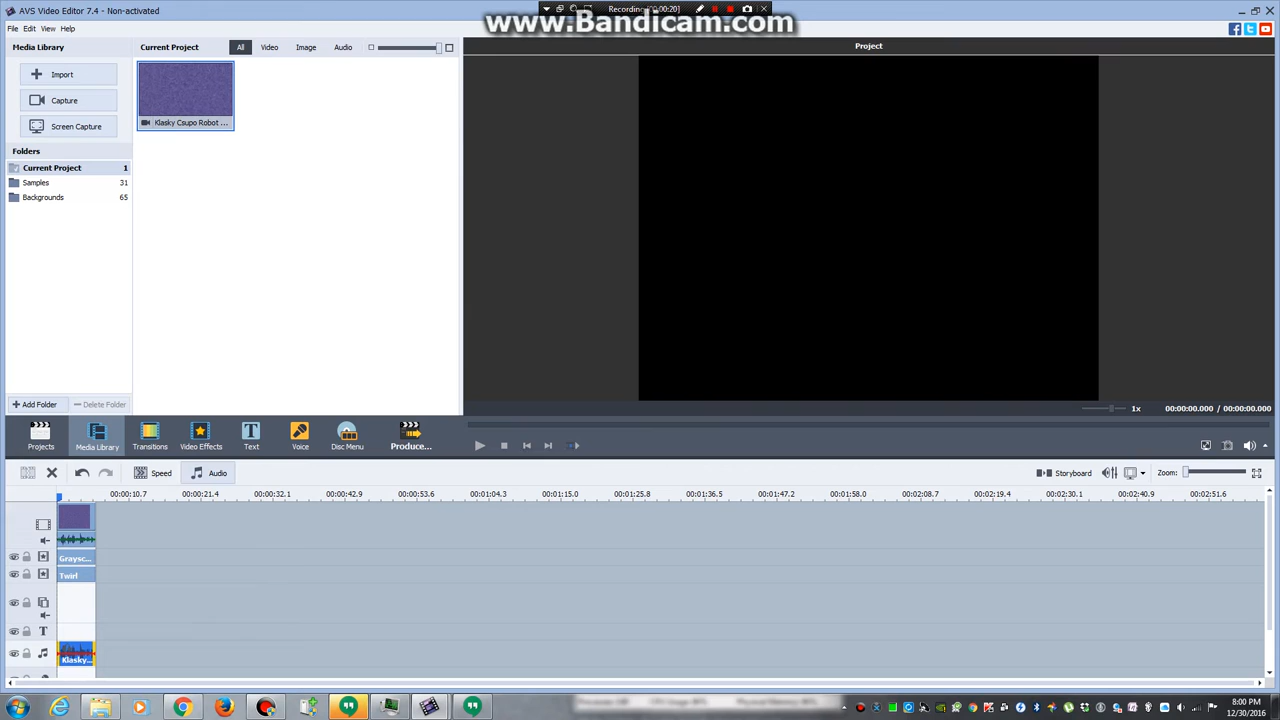 AVS Video Editor 7.4 - Non-activated
Recording [00:00:20]
www.Bandicam.com
File Edit View Help
Media Library
Current Project
All Video Image Audio
Project
Import
Capture
Screen Capture
Klasky Csupo Robot ...
Folders
Current Project 1
Samples 31
Backgrounds 65
Add Folder
Delete Folder
1x
00:00:00.000 / 00:00:00.000
Projects Media Library Transitions Video Effects Text Voice Disc Menu Produce...
Speed Audio
Storyboard
Zoom:
00:00:10.7 00:00:21.4 00:00:32.1 00:00:42.9 00:00:53.6 00:01:04.3 00:01:15.0 00:01:25.8 00:01:36.5 00:01:47.2 00:01:58.0 00:02:08.7 00:02:19.4 00:02:30.1 00:02:40.9 00:02:51.6
Graysc...
Twirl
T
Klasky...
8:00 PM
12/30/2016